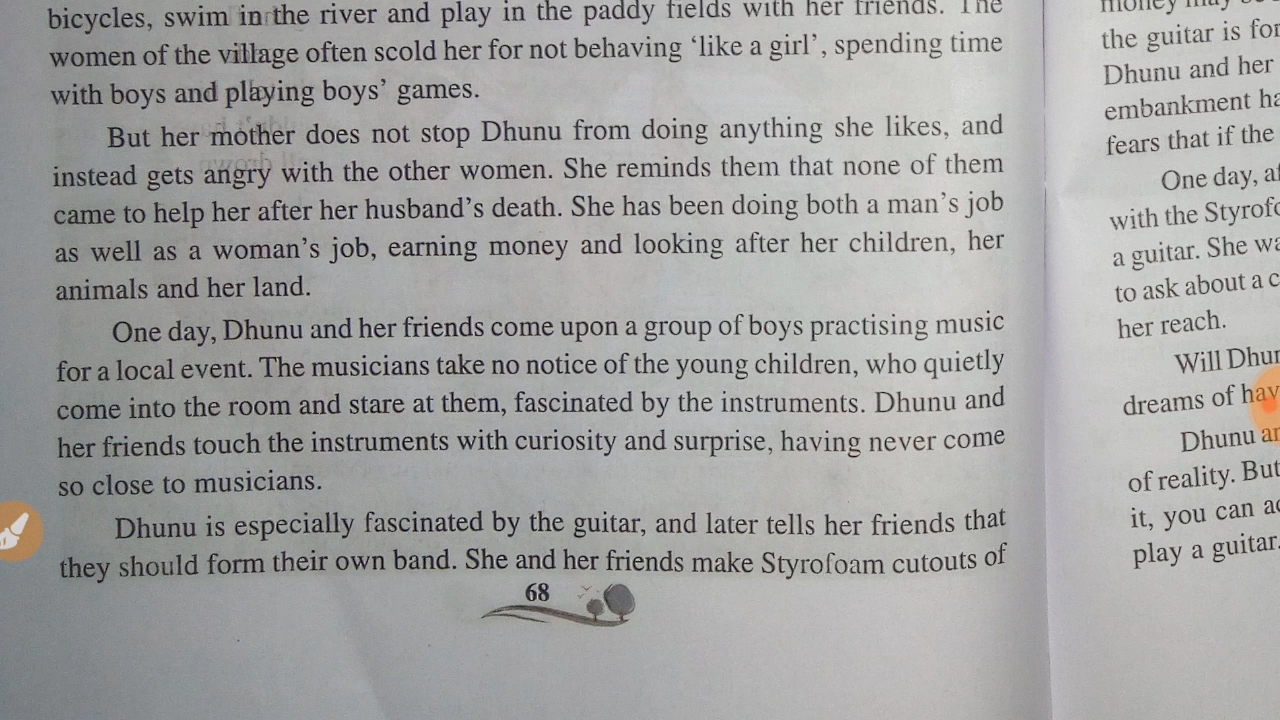 bicycles, swim in the river and play in the paddy fields with her friends. The
women of the village often scold her for not behaving ‘like a girl’, spending time
with boys and playing boys’ games.
But her mother does not stop Dhunu from doing anything she likes, and
instead gets angry with the other women. She reminds them that none of them
came to help her after her husband’s death. She has been doing both a man’s job
as well as a woman’s job, earning money and looking after her children, her
animals and her land.
One day, Dhunu and her friends come upon a group of boys practising music
for a local event. The musicians take no notice of the young children, who quietly
come into the room and stare at them, fascinated by the instruments. Dhunu and
her friends touch the instruments with curiosity and surprise, having never come
so close to musicians.
Dhunu is especially fascinated by the guitar, and later tells her friends that
they should form their own band. She and her friends make Styrofoam cutouts of
68
money may
the guitar is for
Dhunu and her
embankment
fears that if the
One day,
with the
a guitar. She
to ask about a
her reach.
Will
dreams of
Dhunu
of reality. But
it, you can
play a guitar.